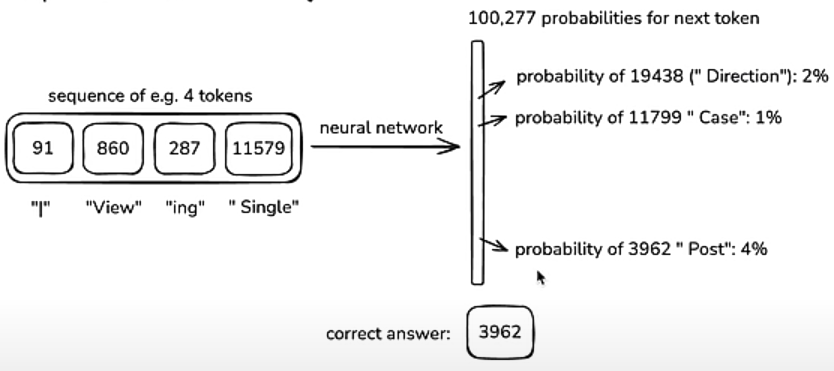 100,277 probabilities for next token
probability of 19438 (" Direction"): 2%
sequence of e.g. 4 tokens
probability of 11799 " Case": 1%
neural network
91 860 287 11579
"|" "View" "ing" " Single"
probability of 3962 " Post": 4%
correct answer: 3962